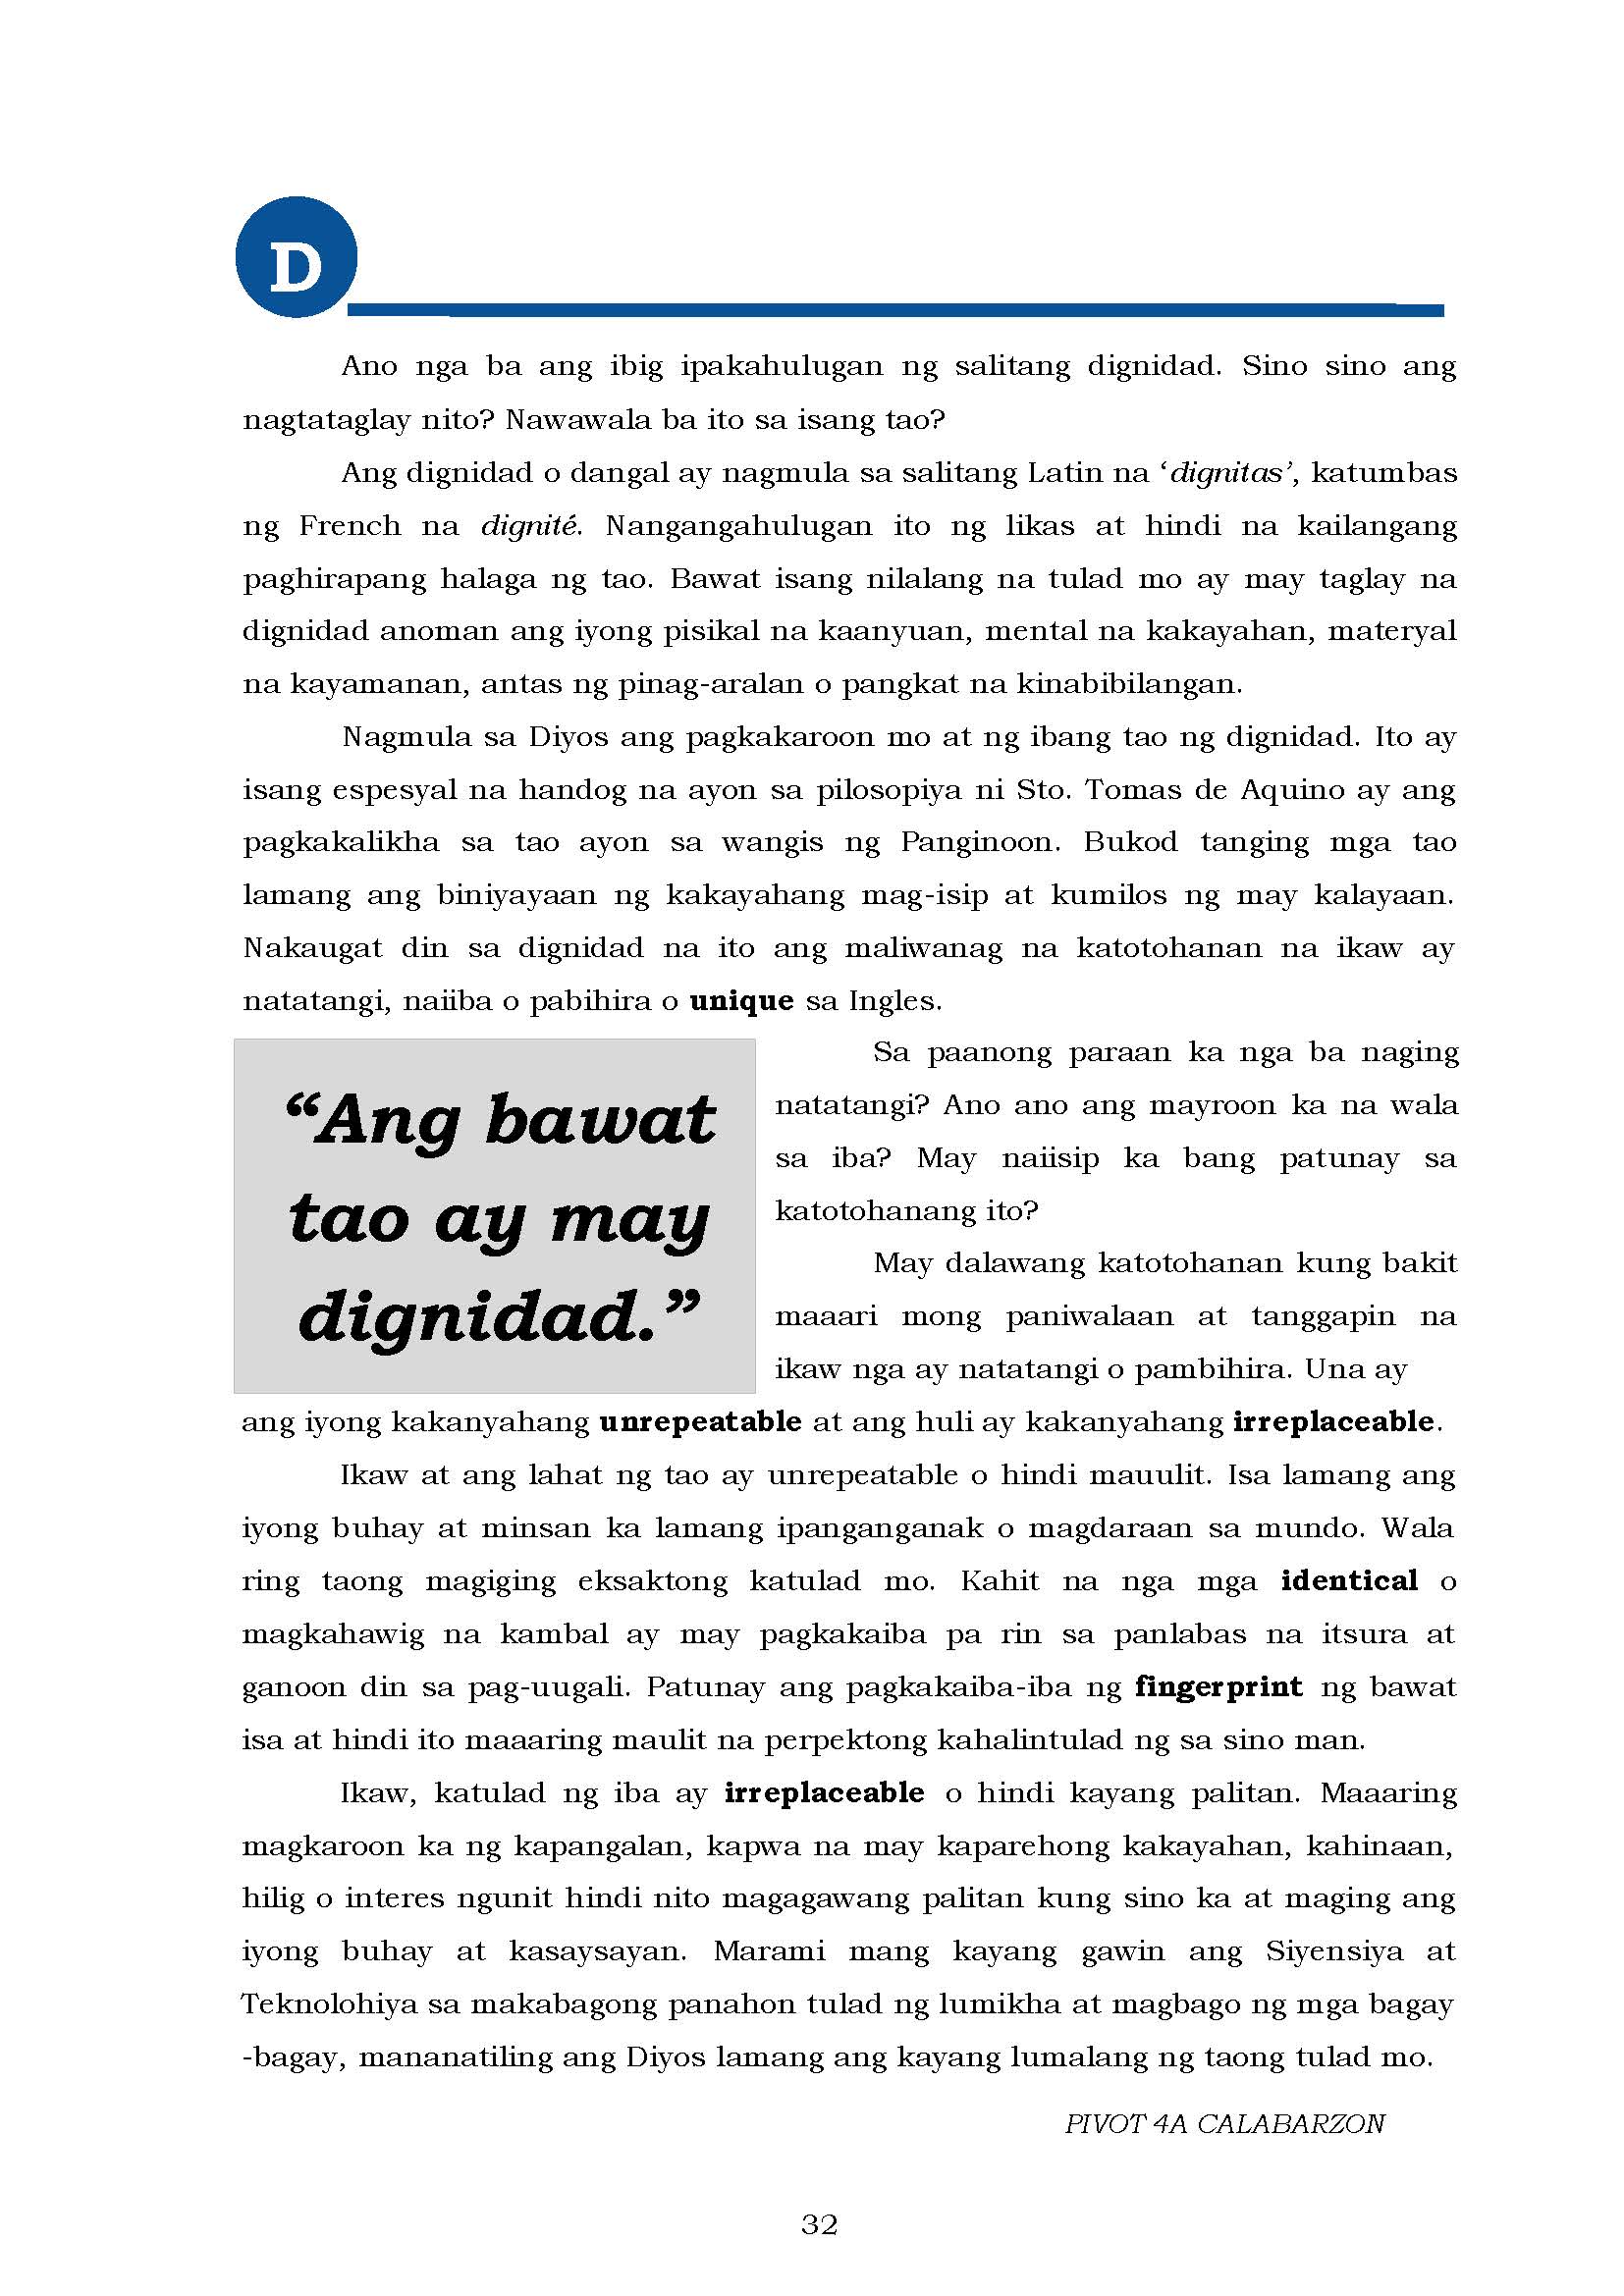 D
Ano nga ba ang ibig ipakahulugan ng salitang dignidad. Sino sino ang
nagtataglay nito? Nawawala ba ito sa isang tao?
Ang dignidad o dangal ay nagmula sa salitang Latin na ‘dignitas’, katumbas
ng French na dignité. Nangangahulugan ito ng likas at hindi na kailangang
paghirapang halaga ng tao. Bawat isang nilalang na tulad mo ay may taglay na
dignidad anoman ang iyong pisikal na kaanyuan, mental na kakayahan, materyal
na kayamanan, antas ng pinag-aralan o pangkat na kinabibilangan.
Nagmula sa Diyos ang pagkakaroon mo at ng ibang tao ng dignidad. Ito ay
isang espesyal na handog na ayon sa pilosopiya ni Sto. Tomas de Aquino ay ang
pagkakalikha sa tao ayon sa wangis ng Panginoon. Bukod tanging mga tao
lamang ang biniyayaan ng kakayahang mag-isip at kumilos ng may kalayaan.
Nakaugat din sa dignidad na ito ang maliwanag na katotohanan na ikaw ay
natatangi, naiiba o pabihira o unique sa Ingles.
“Ang bawat
tao ay may
dignidad.”
Sa paanong paraan ka nga ba naging
natatangi? Ano ano ang mayroon ka na wala
sa iba? May naiisip ka bang patunay sa
katotohanang ito?
May dalawang katotohanan kung bakit
maaari mong paniwalaan at tanggapin na
ikaw nga ay natatangi o pambihira. Una ay
ang iyong kakanyahang unrepeatable at ang huli ay kakanyahang irreplaceable.
Ikaw at ang lahat ng tao ay unrepeatable o hindi mauulit. Isa lamang ang
iyong buhay at minsan ka lamang ipanganganak o magdaraan sa mundo. Wala
ring taong magiging eksaktong katulad mo. Kahit na nga mga identical o
magkahawig na kambal ay may pagkakaiba pa rin sa panlabas na itsura at
ganoon din sa pag-uugali. Patunay ang pagkakaiba-iba ng fingerprint ng bawat
isa at hindi ito maaaring maulit na perpektong kahalintulad ng sa sino man.
Ikaw, katulad ng iba ay irreplaceable o hindi kayang palitan. Maaaring
magkaroon ka ng kapangalan, kapwa na may kaparehong kakayahan, kahinaan,
hilig o interes ngunit hindi nito magagawang palitan kung sino ka at maging ang
iyong buhay at kasaysayan. Marami mang kayang gawin ang Siyensiya at
Teknolohiya sa makabagong panahon tulad ng lumikha at magbago ng mga bagay
-bagay, mananatiling ang Diyos lamang ang kayang lumalang ng taong tulad mo.
PIVOT 4A CALABARZON
32